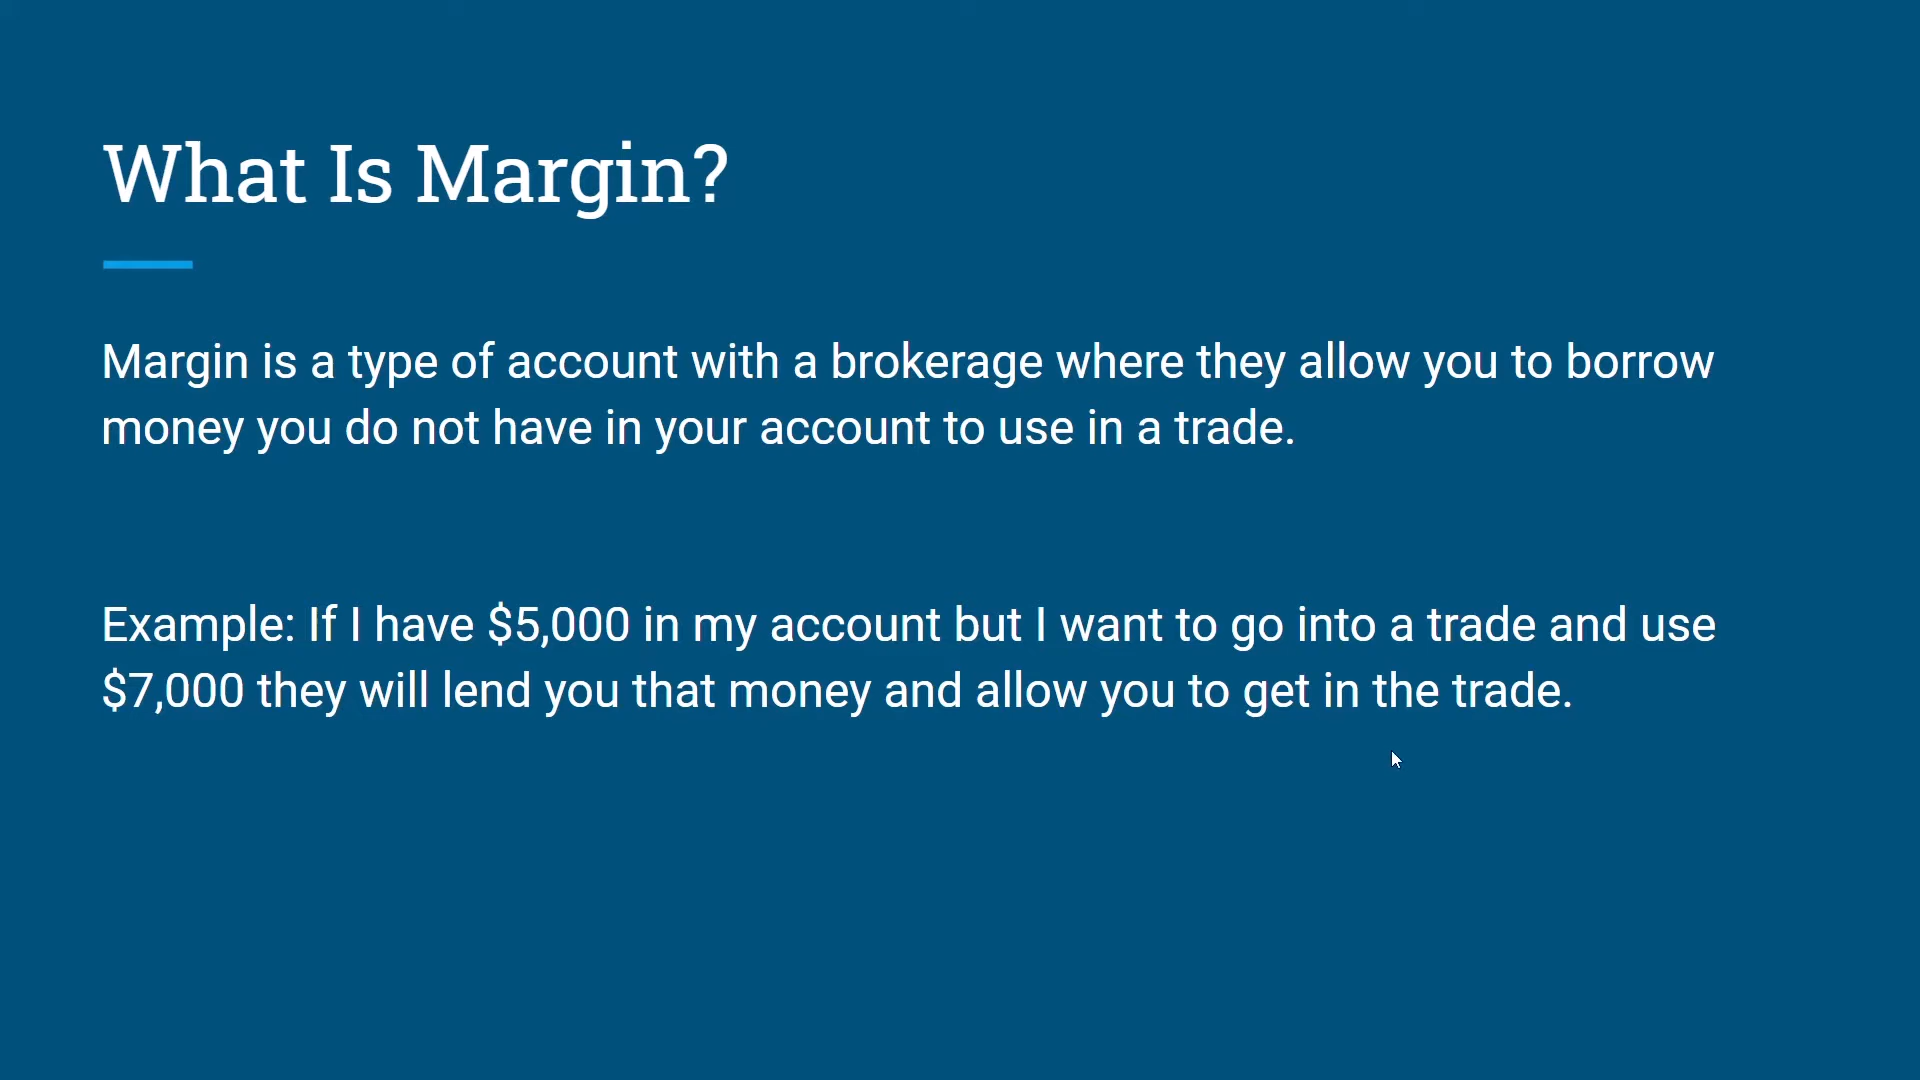 What Is Margin?
Margin is a type of account with a brokerage where they allow you to borrow
money you do not have in your account to use in a trade.
Example: If I have $5,000 in my account but I want to go into a trade and use
$7,000 they will lend you that money and allow you to get in the trade.